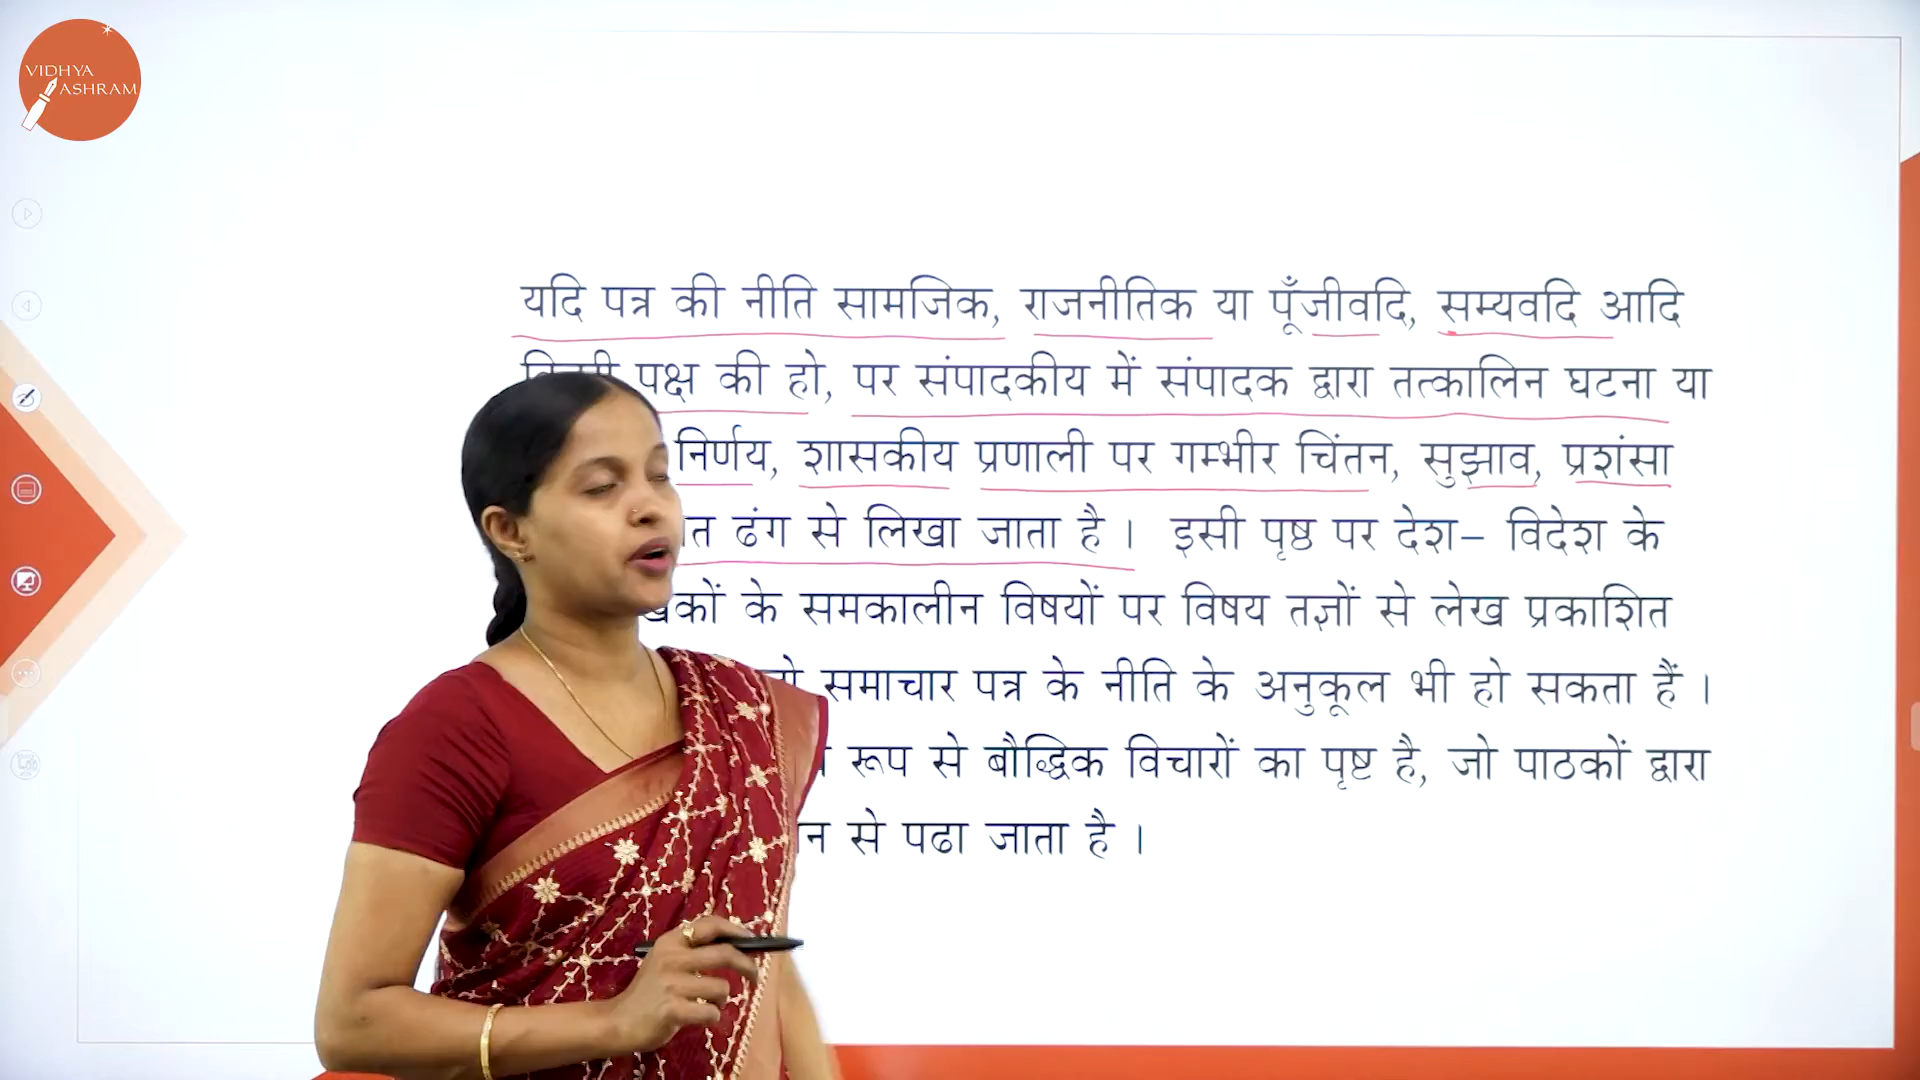 VIDHYA
ASHRAM
यदि पत्र की नीति सामजिक, राजनीतिक या पूँजीवदि, सम्यवदि आदि
पक्ष की हो, पर संपादकीय में संपादक द्वारा तत्कालिन घटना या
निर्णय, शासकीय प्रणाली पर गम्भीर चिंतन, सुझाव, प्रशंसा
ढंग से लिखा जाता है । इसी पृष्ठ पर देश– विदेश के
के समकालीन विषयों पर विषय तज्ञों से लेख प्रकाशित
समाचार पत्र के नीति के अनुकूल भी हो सकता हैं ।
रूप से बौद्धिक विचारों का पृष्ट है, जो पाठकों द्वारा
से पढा जाता है ।